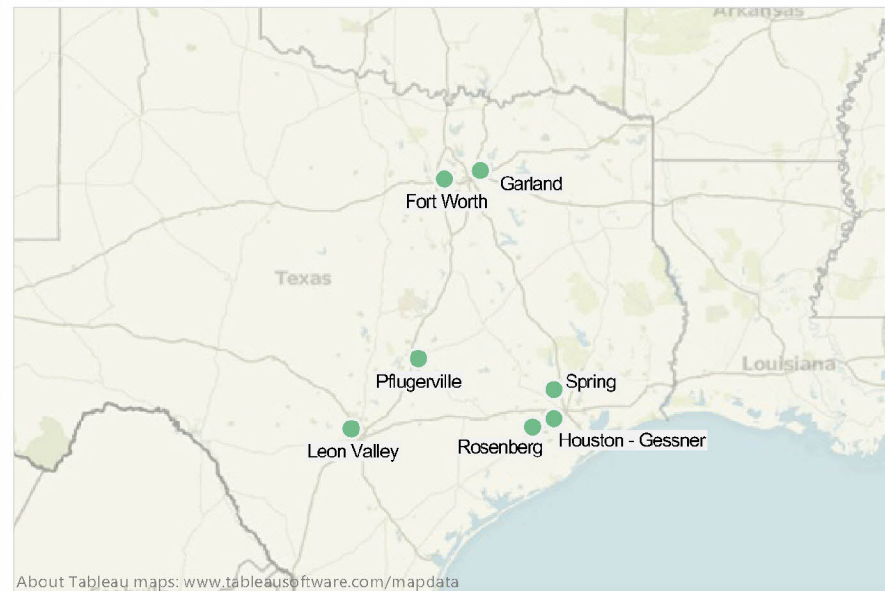 Arkansas
Garland
Fort Worth
Texas
Pflugerville
Spring
Louisiana
Leon Valley
Rosenberg
Houston - Gessner
About Tableau maps: www.tableausoftware.com/mapdata